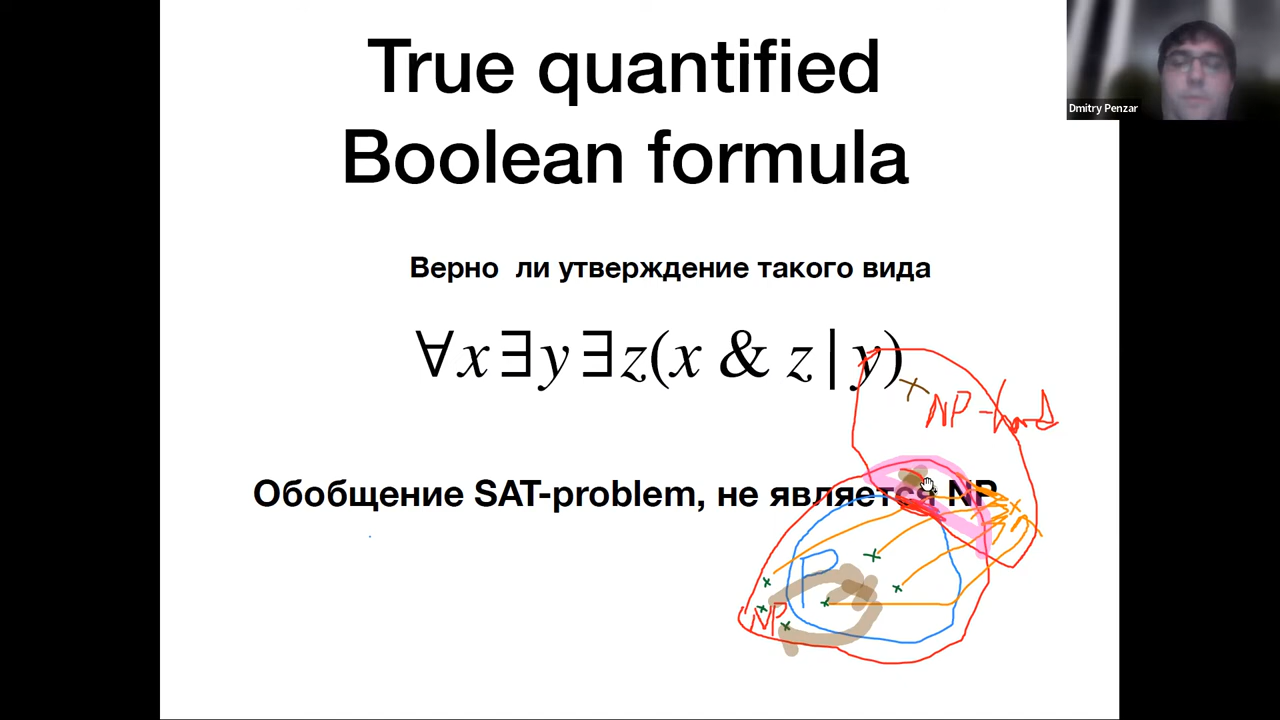 True quantified
Boolean formula
Dmitry Penzar
Верно ли утверждение такого вида
∀x∃y∃z(x & z|y)
NP-hard
Обобщение SAT-problem, не является NP
P
NP